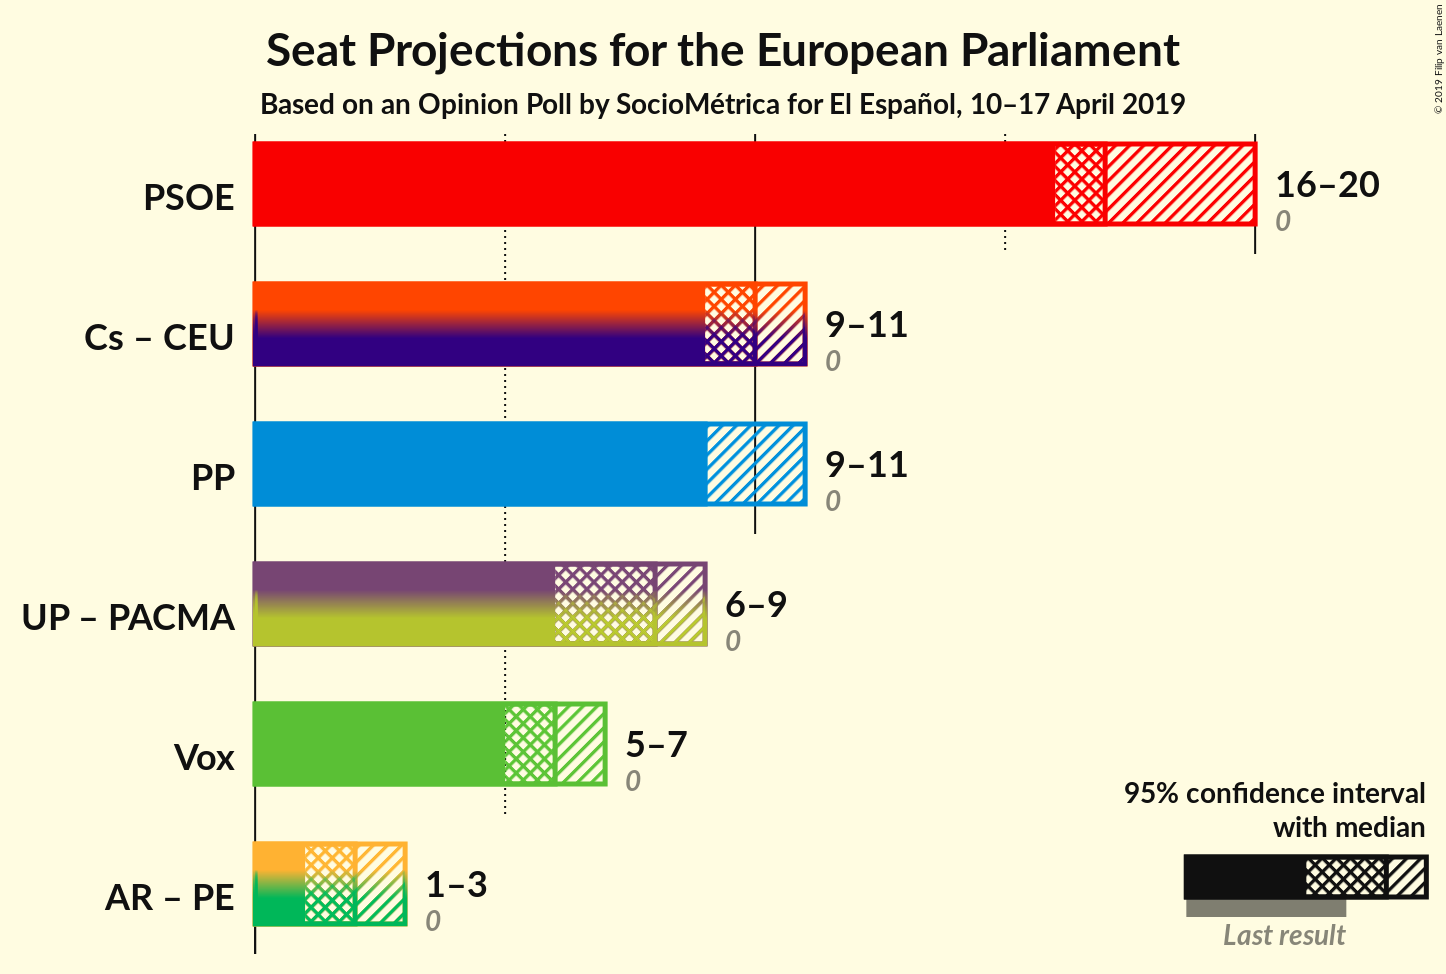 Seat Projections for the European Parliament
Based on an Opinion Poll by SocioMétrica for El Español, 10–17 April 2019
© 2019 Filip van Laenen
PSOE
16–20
0
Cs – CEU
9–11
0
PP
9–11
0
UP – PACMA
6–9
0
Vox
5–7
0
AR – PE
1–3
0
95% confidence interval
with median
Last result